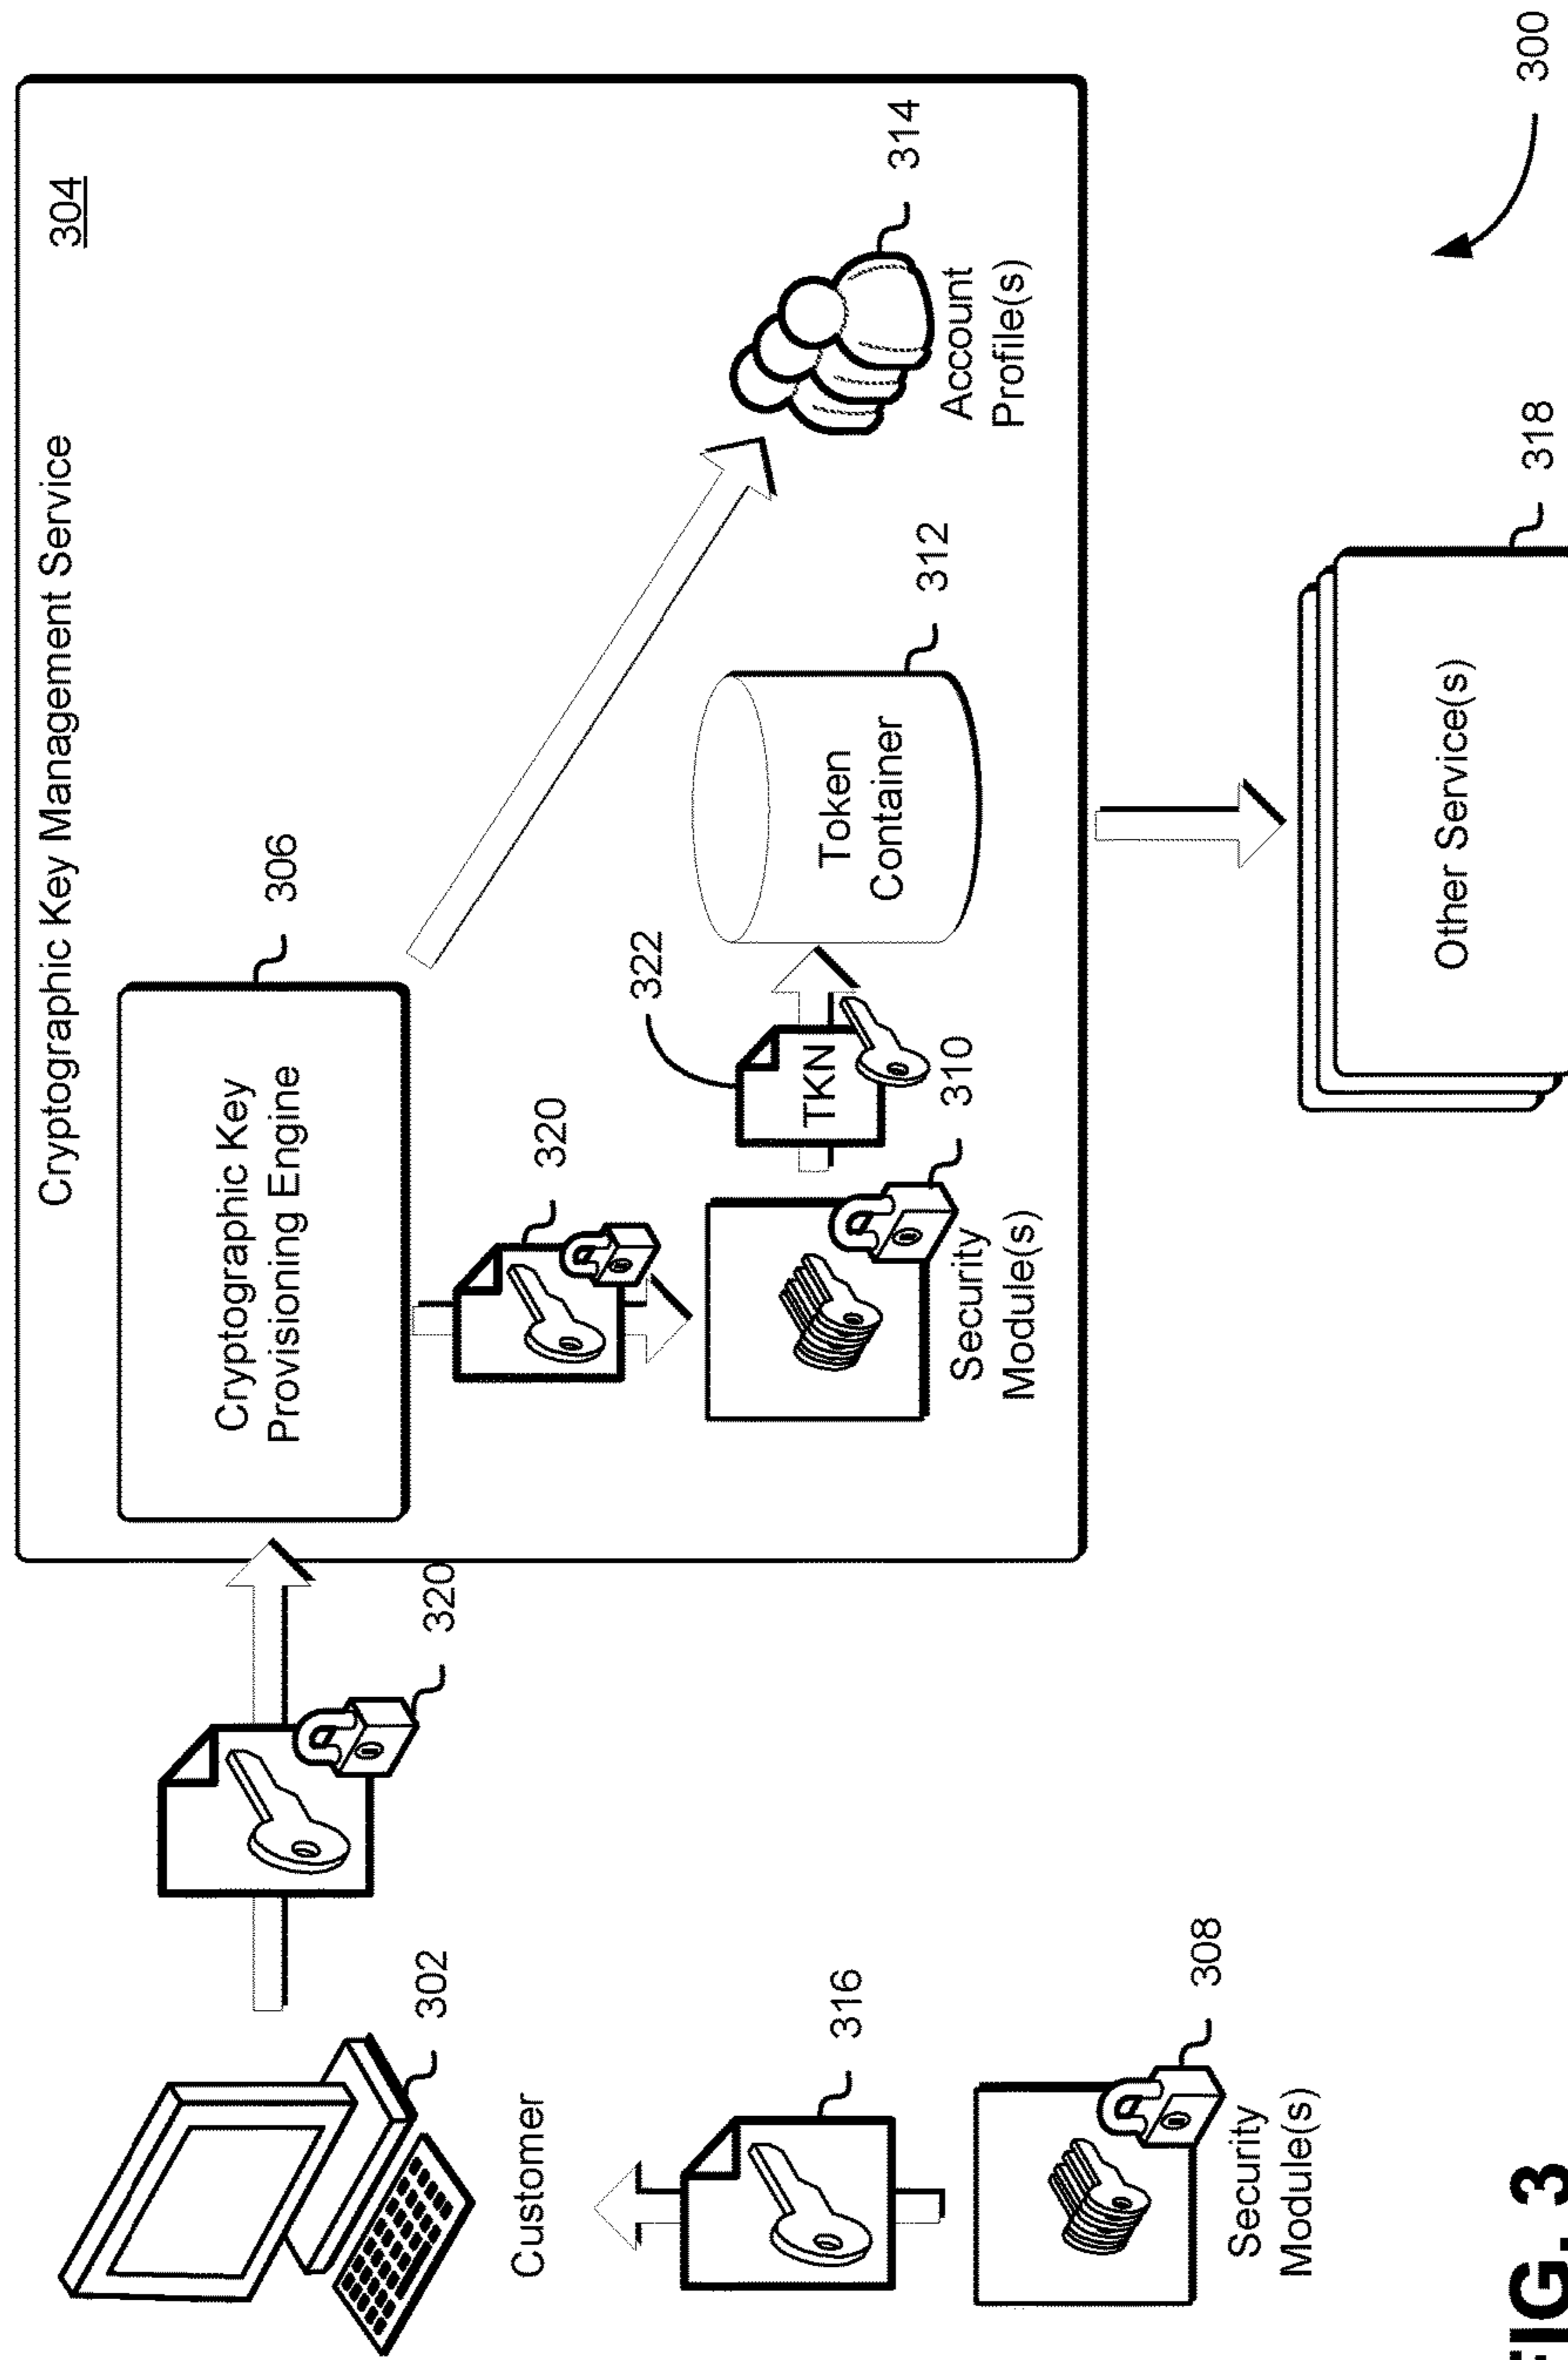 Cryptographic Key Management Service
304
Cryptographic Key
Provisioning Engine
306
320
320
302
Customer
316
308
Security
Module(s)
322
TKN
310
Security
Module(s)
Token
Container
312
314
Account
Profile(s)
Other Service(s)
318
300
FIG. 3